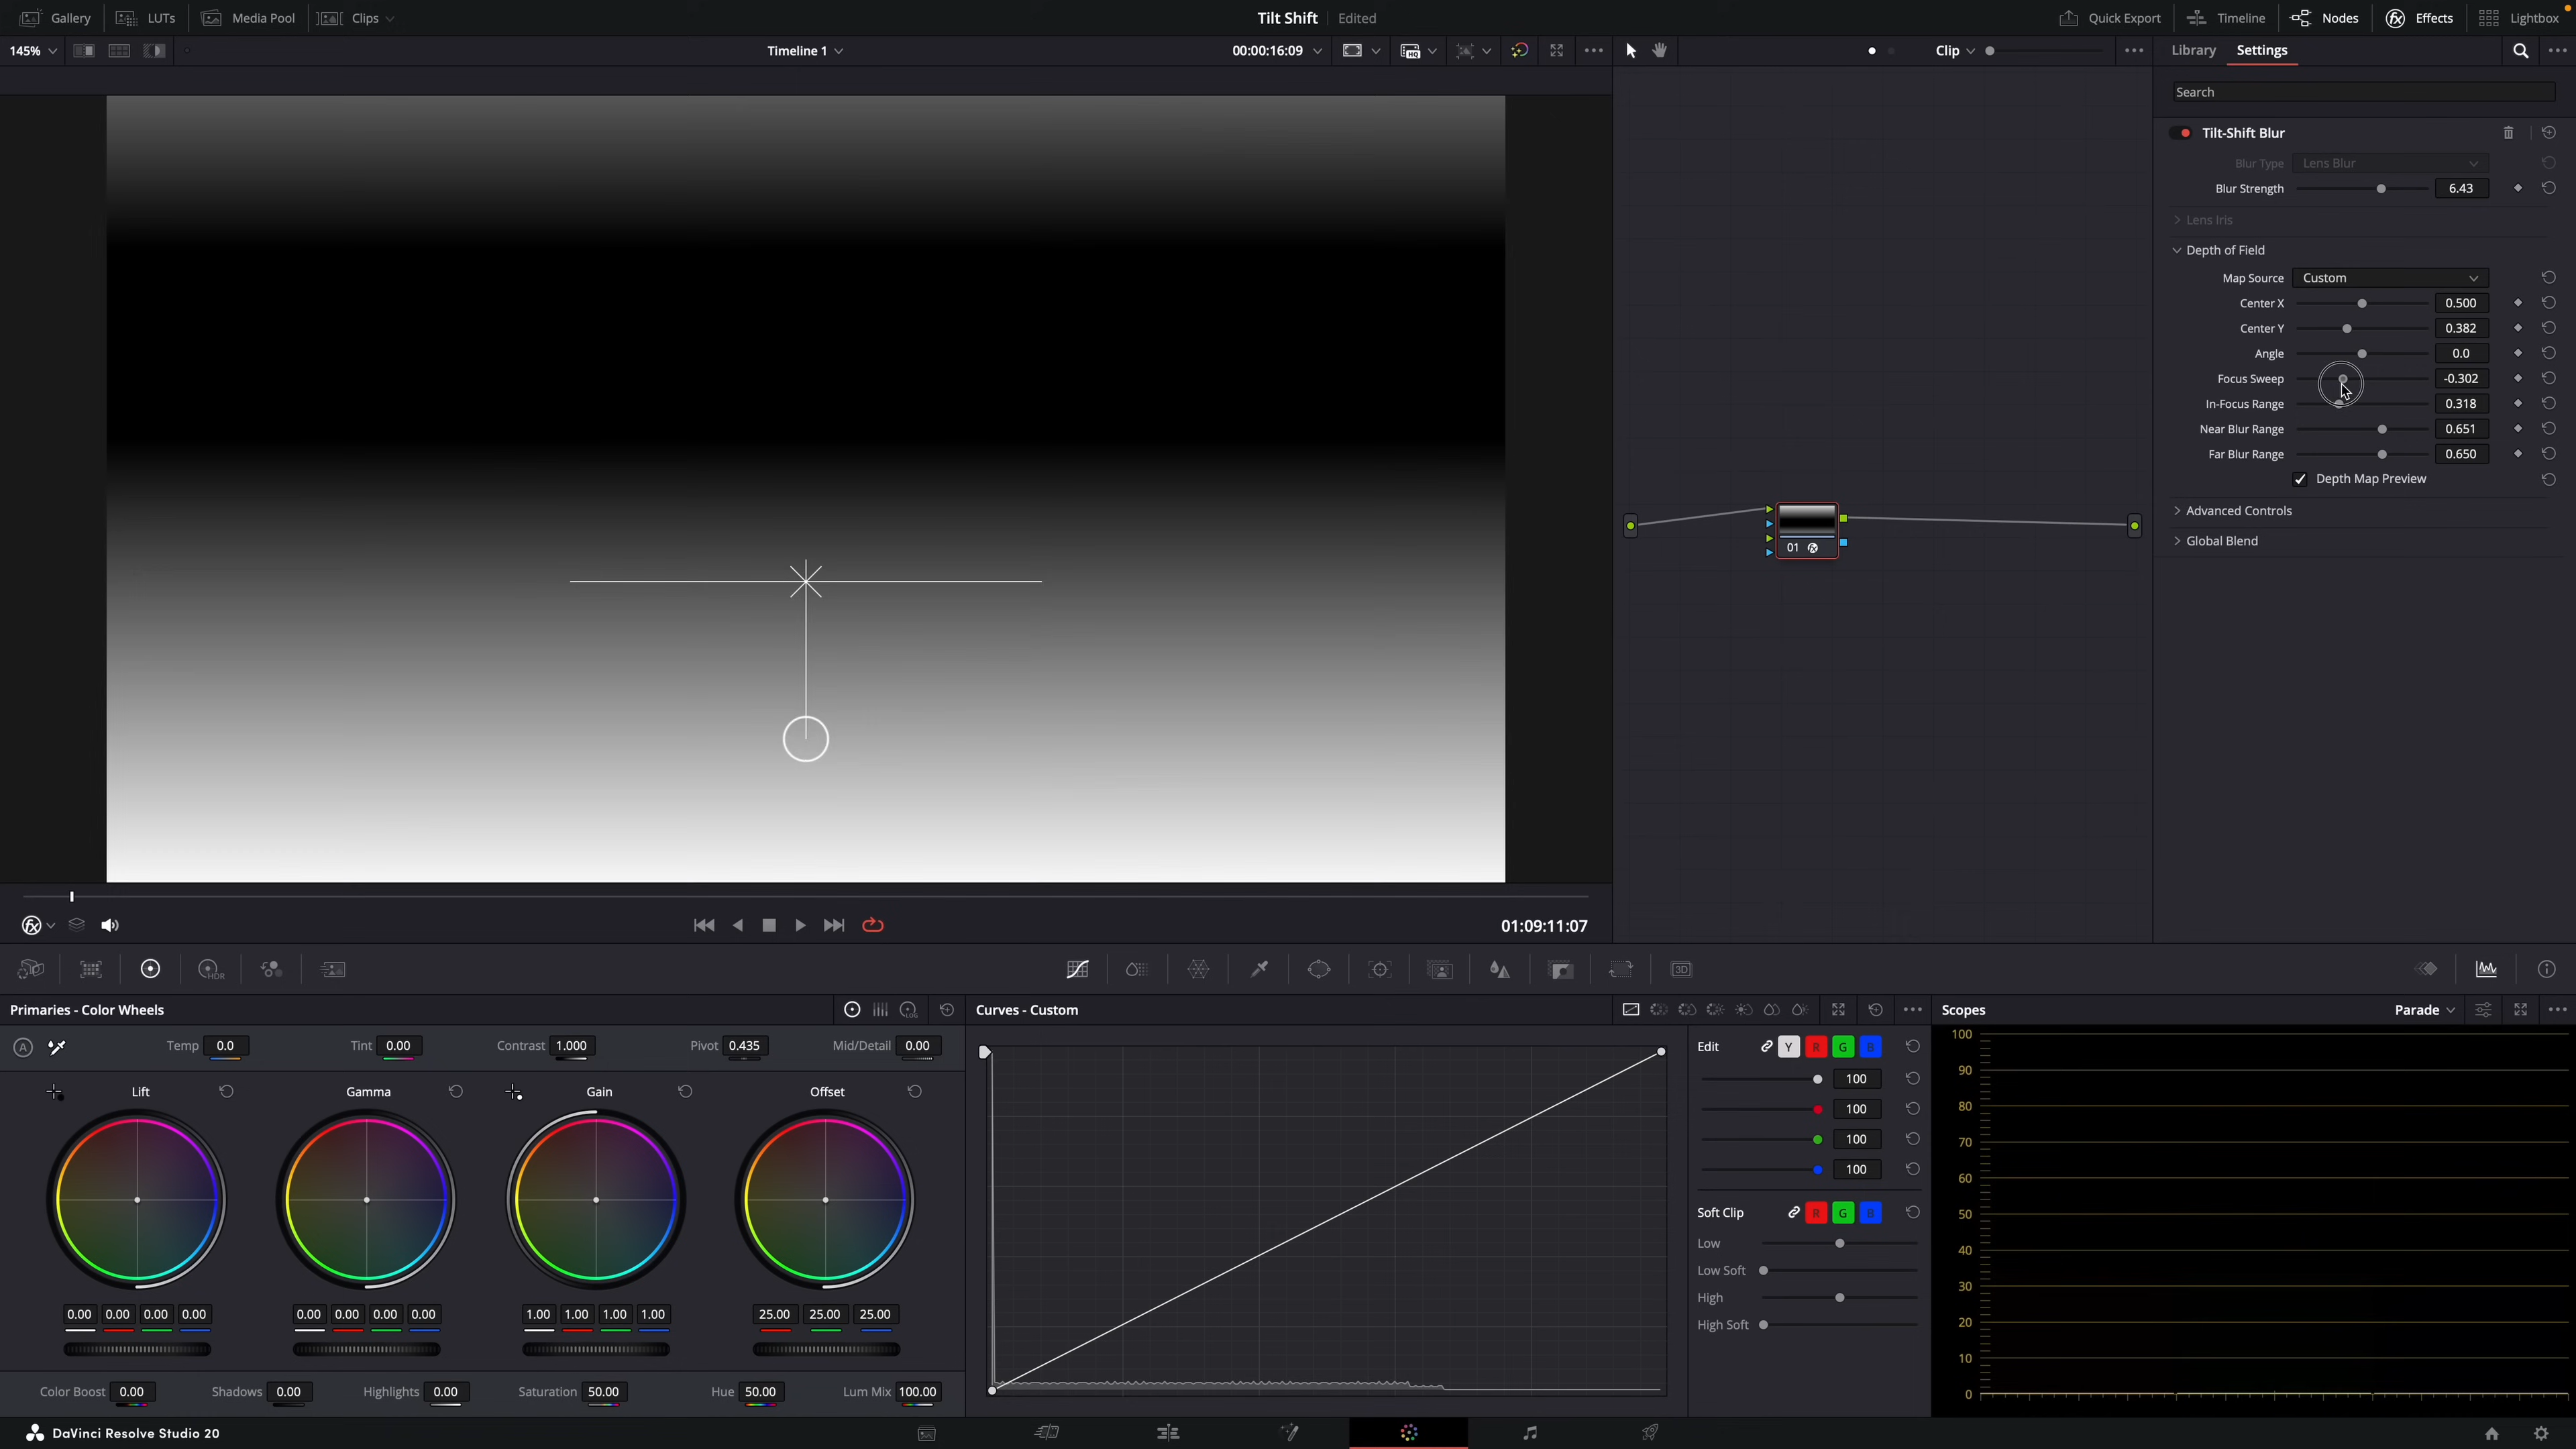 Gallery LUTs Media Pool Clips Tilt Shift Edited Quick Export Timeline Nodes Effects Lightbox
145% Timeline 1 00:00:16:09 HQ Clip Library Settings
Search
Tilt-Shift Blur
Blur Type Lens Blur
Blur Strength 6.43
Lens Iris
Depth of Field
Map Source Custom
Center X 0.500
Center Y 0.382
Angle 0.0
Focus Sweep -0.302
In-Focus Range 0.318
Near Blur Range 0.651
Far Blur Range 0.650
Depth Map Preview
Advanced Controls
Global Blend
01
01:09:11:07
HDR 3D
Primaries - Color Wheels LOG Curves - Custom Scopes Parade
A Temp 0.0 Tint 0.00 Contrast 1.000 Pivot 0.435 Mid/Detail 0.00
Lift Gamma Gain Offset
0.00 0.00 0.00 0.00 0.00 0.00 0.00 0.00 1.00 1.00 1.00 1.00 25.00 25.00 25.00
Color Boost 0.00 Shadows 0.00 Highlights 0.00 Saturation 50.00 Hue 50.00 Lum Mix 100.00
Edit Y R G B
100
100
100
100
Soft Clip R G B
Low
Low Soft
High
High Soft
100
90
80
70
60
50
40
30
20
10
0
DaVinci Resolve Studio 20